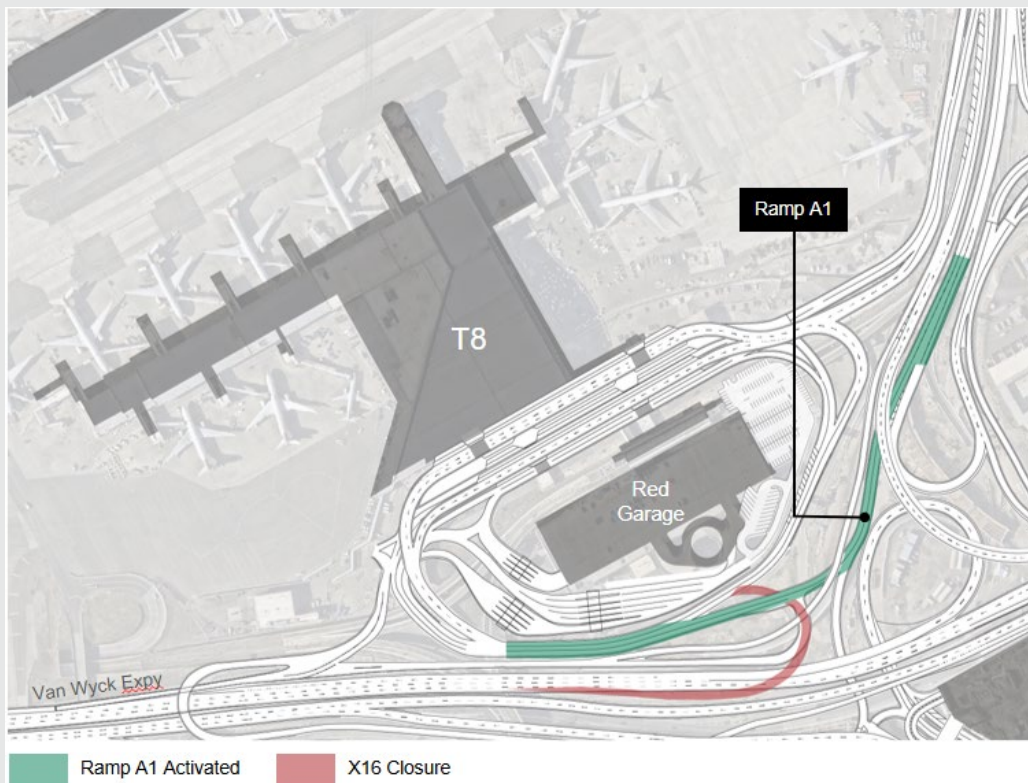 Ramp A1
T8
Red
Garage
Van Wyck Expy
Ramp A1 Activated
X16 Closure